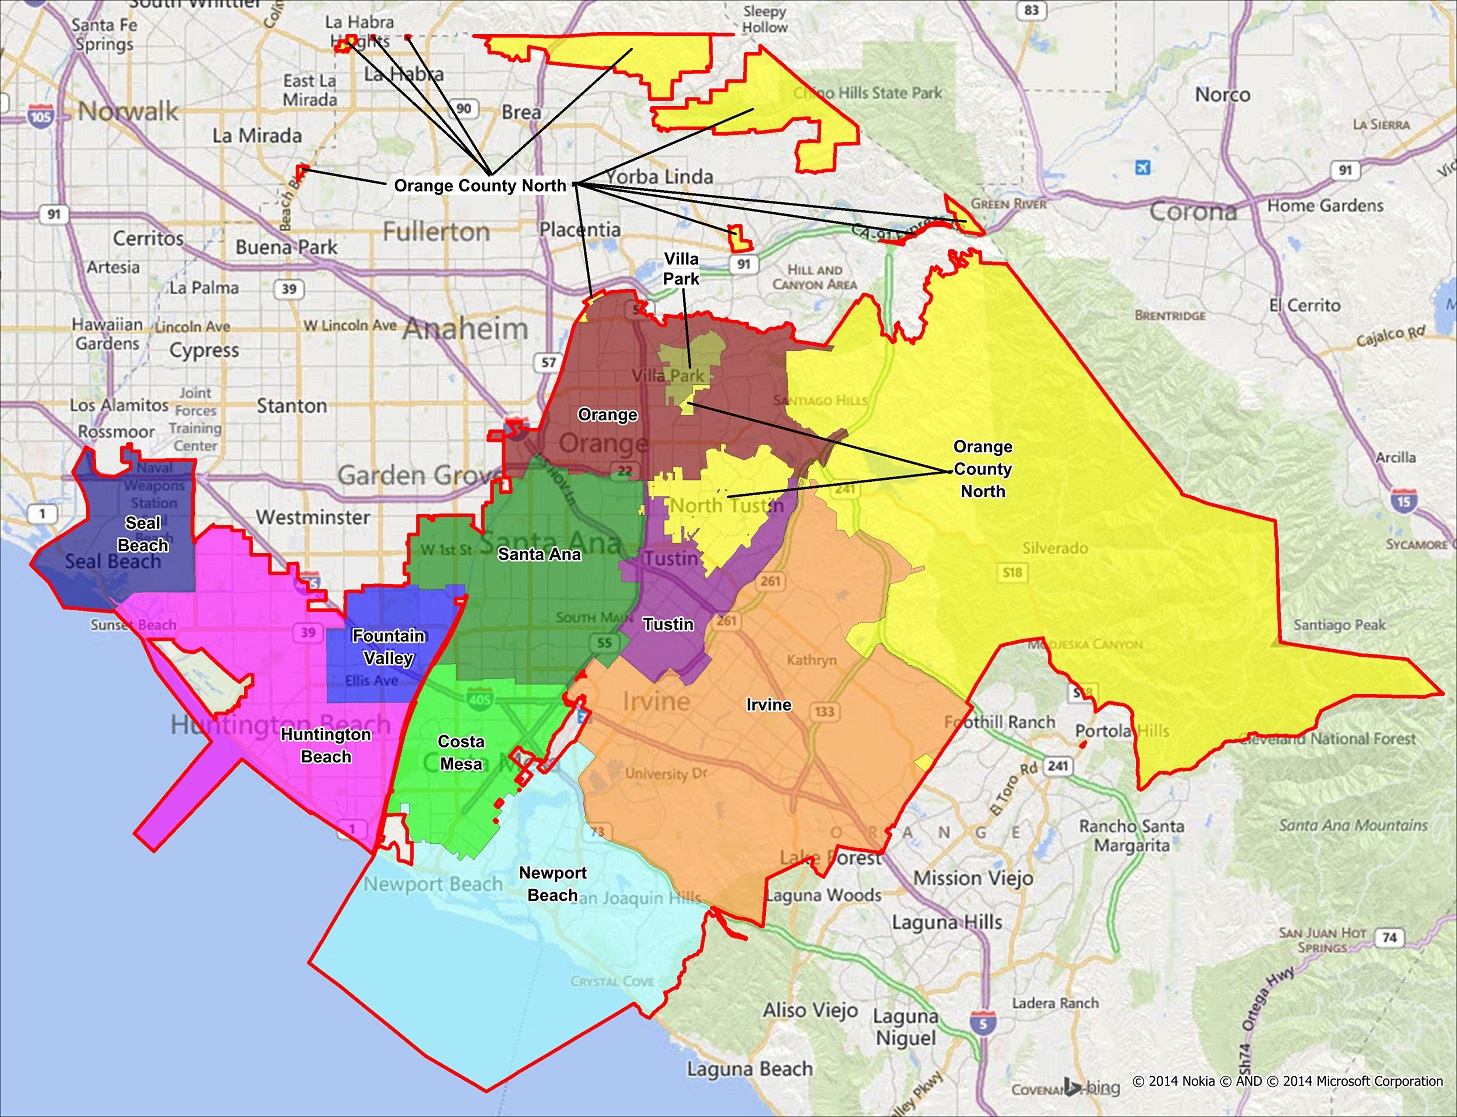 South Whittier
Santa Fe
Springs
La Habra
Heights
Sleepy
Hollow
83
East La
Mirada
La Habra
90
Brea
Chino Hills State Park
Norco
Norwalk
105
La Mirada
LA SIERRA
Orange County North
Yorba Linda
91
GREEN RIVER
Corona
Home Gardens
91
Beach Bl
Fullerton
Placentia
CA-91 Express
Cerritos
Buena Park
Artesia
Villa
Park
91
HILL AND
CANYON AREA
La Palma
39
El Cerrito
Hawaiian
Gardens
Lincoln Ave
W Lincoln Ave
Anaheim
BRENTRIDGE
Cajalco Rd
Cypress
57
Villa Park
Joint
Forces
Training
Center
Los Alamitos
Rossmoor
Stanton
SANTIAGO HILLS
Orange
Orange
Orange
County
North
Arcilla
Garden Grove
22
Naval
Weapons
Station
Seal
Beach
1
Westminster
North Tustin
241
15
Seal
Beach
Seal Beach
W 1st St
Santa Ana
Santa Ana
Tustin
Silverado
SYCAMORE C
S18
261
Sunset Beach
39
Fountain
Valley
SOUTH MAIN
55
Tustin
261
Santiago Peak
MODJESKA CANYON
Kathryn
Ellis Ave
405
Irvine
Irvine
133
S18
Foothill Ranch
Portola Hills
Huntington Beach
Huntington
Beach
Costa
Mesa
Costa Mesa
Cleveland National Forest
University Dr
El Toro Rd
241
1
73
ORANGE
Rancho Santa
Margarita
Santa Ana Mountains
Lake Forest
Newport Beach
Newport
Beach
San Joaquin Hills
Laguna Woods
Mission Viejo
Laguna Hills
SAN JUAN HOT
SPRINGS
74
CRYSTAL COVE
Aliso Viejo
Laguna
Niguel
Ladera Ranch
5
Sh74
Ortega Hwy
Laguna Beach
bing
© 2014 Nokia © AND © 2014 Microsoft Corporation